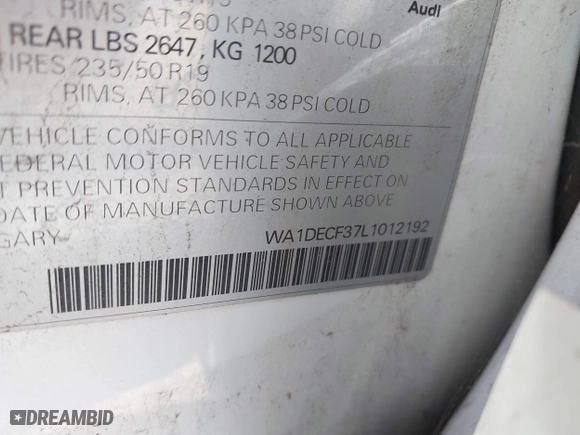 Audi
RIMS, AT 260 KPA 38 PSI COLD
REAR LBS 2647, KG 1200
TIRES 235/50 R19
RIMS, AT 260 KPA 38 PSI COLD
VEHICLE CONFORMS TO ALL APPLICABLE
FEDERAL MOTOR VEHICLE SAFETY AND
T PREVENTION STANDARDS IN EFFECT ON
DATE OF MANUFACTURE SHOWN ABOVE.
GARY
WA1DECF37L1012192
DREAMBID